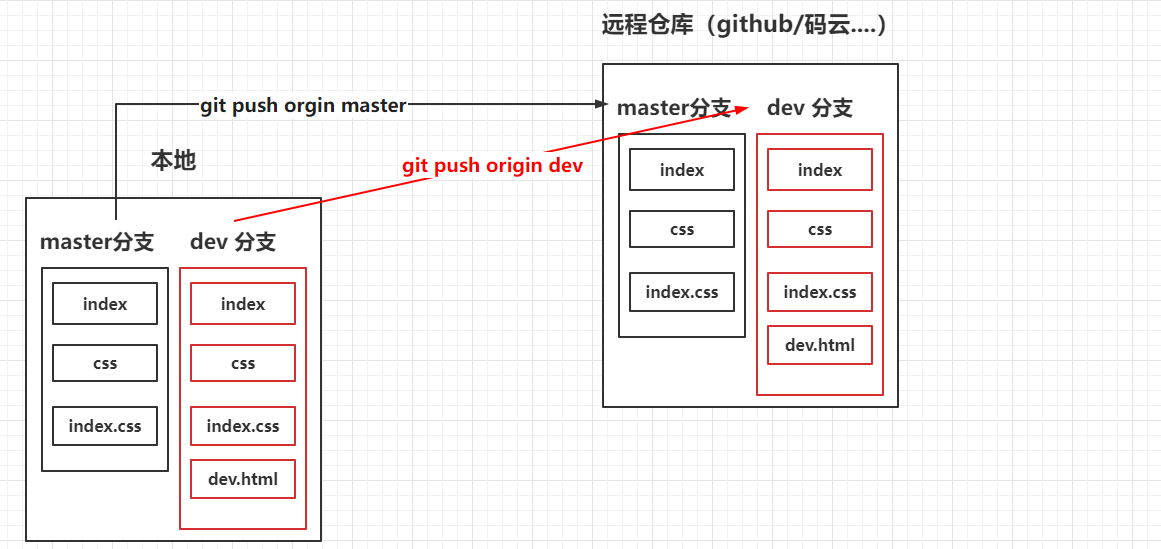 远程仓库（github/码云....）
git push orgin master
master分支
dev 分支
本地
git push origin dev
index
index
css
css
index.css
index.css
dev.html
master分支
dev 分支
index
index
css
css
index.css
index.css
dev.html